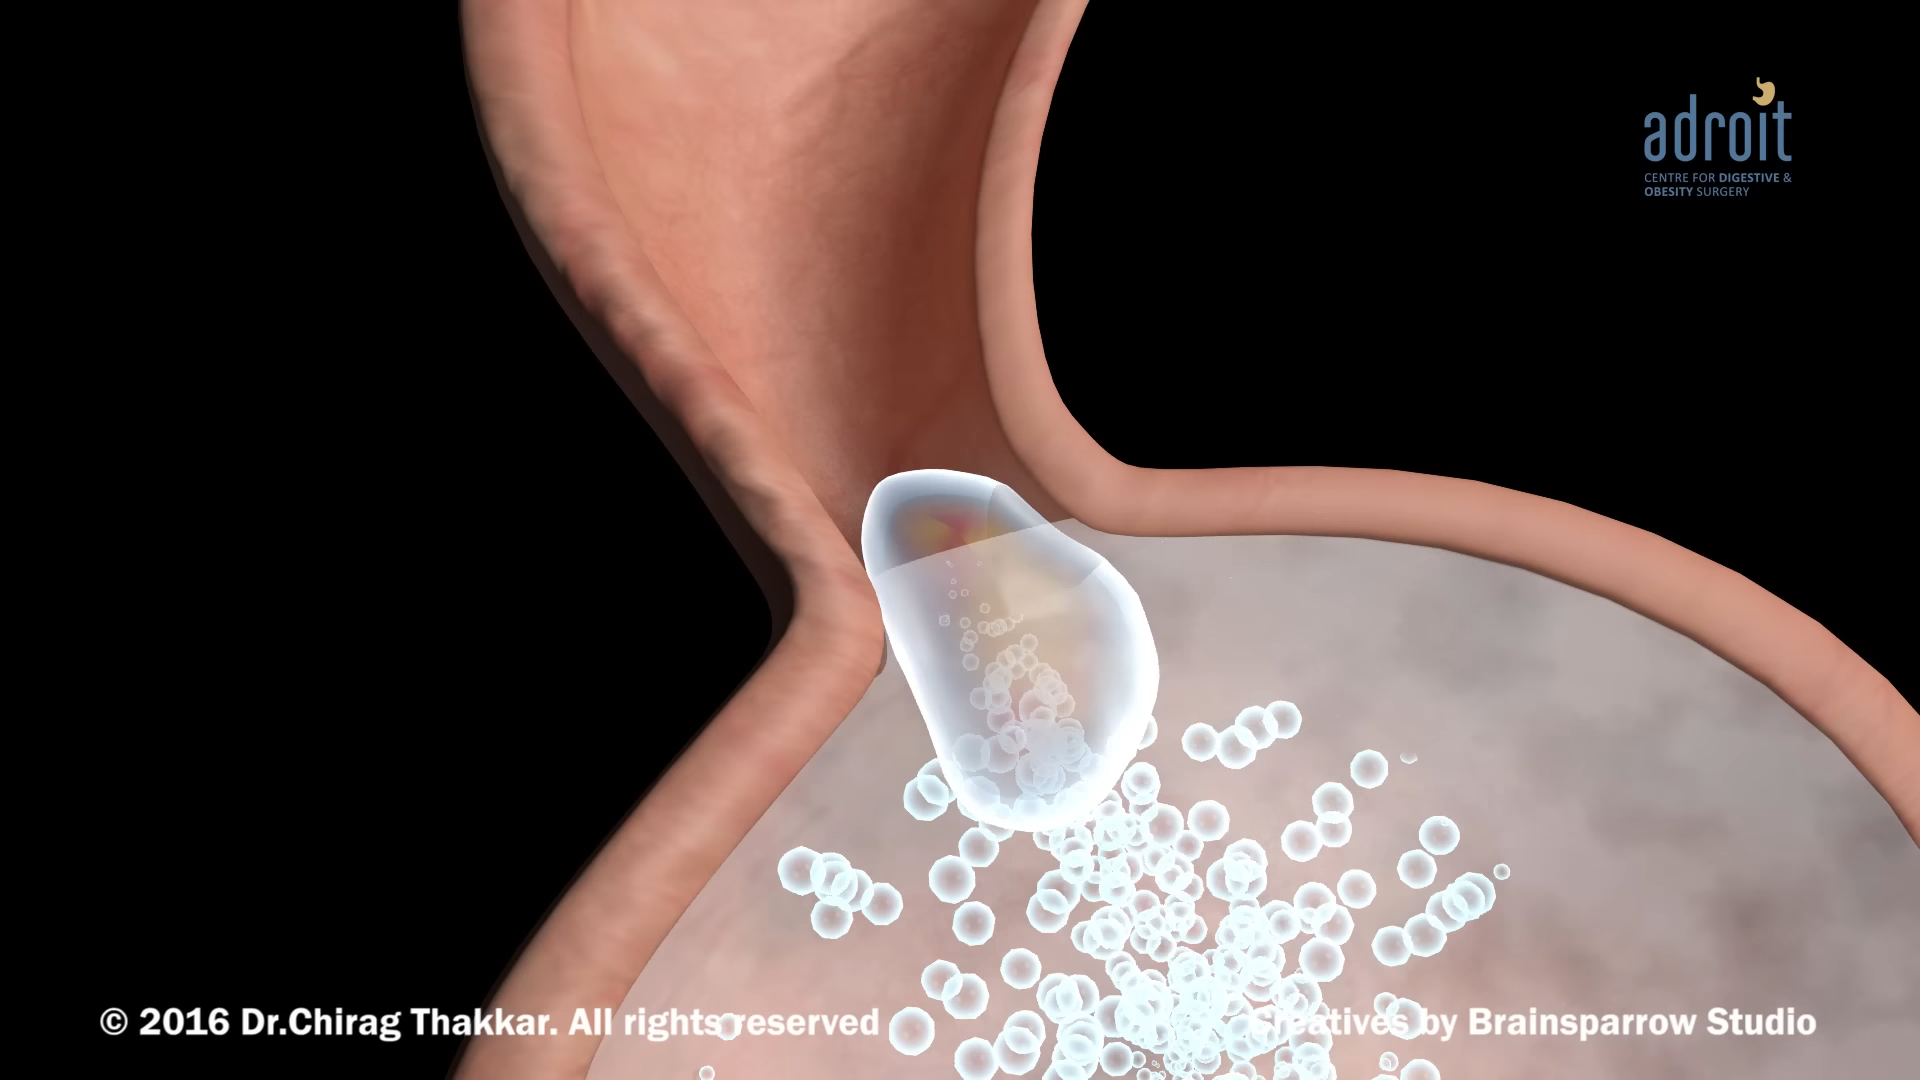 adroit
CENTRE FOR DIGESTIVE &
OBESITY SURGERY
© 2016 Dr.Chirag Thakkar. All rights reserved
Creatives by Brainsparrow Studio